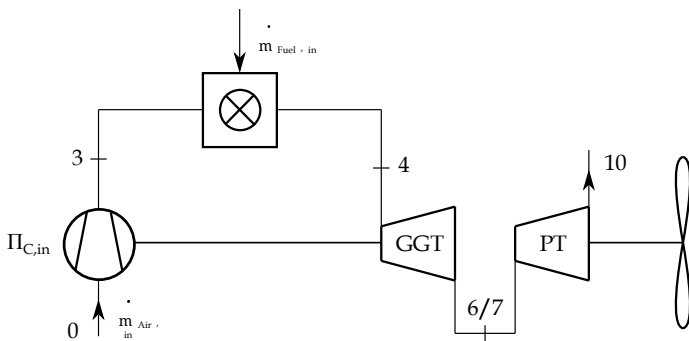 ṁ Fuel, in
3
4
10
Π C,in
GGT
PT
6/7
0
ṁ Air,
in